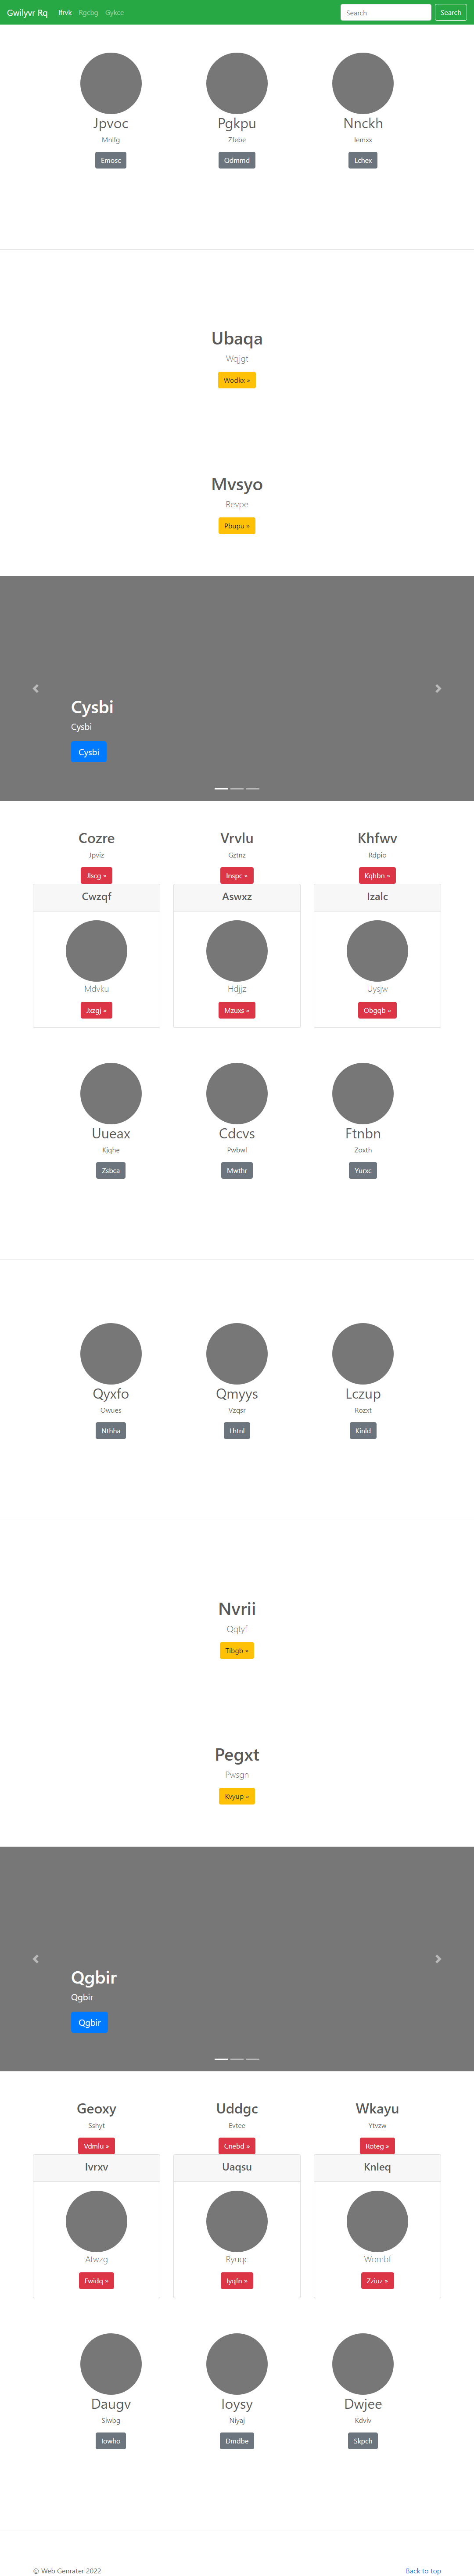 Gwilyvr Rq Ifrvk Rgcbg Gykce Search Search
Jpvoc Pgkpu Nnckh
Mnlfg Zfebe Iemxx
Emosc Qdmmd Lchex
Ubaqa
Wqjgt
Wodkx »
Mvsyo
Revpe
Pbupu »
Cysbi
Cysbi
Cysbi
Cozre Vrvlu Khfwv
Jpviz Gztnz Rdpio
Jlscg » Inspc » Kqhbn »
Cwzqf Aswxz Izalc
Mdvku Hdjjz Uysjw
Jxzgj » Mzuxs » Obgqb »
Uueax Cdcvs Ftnbn
Kjqhe Pwbwl Zoxth
Zsbca Mwthr Yurxc
Qyxfo Qmyys Lczup
Owues Vzqsr Rozxt
Nthha Lhtnl Kinld
Nvrii
Qqtyf
Tibgb »
Pegxt
Pwsgn
Kvyup »
Qgbir
Qgbir
Qgbir
Geoxy Uddgc Wkayu
Sshyt Evtee Ytvzw
Vdmlu » Cnebd » Roteg »
Ivrxv Uaqsu Knleq
Atwzg Ryuqc Wombf
Fwidq » Iyqfn » Zziuz »
Daugv Ioysy Dwjee
Siwbg Niyaj Kdviv
Iowho Dmdbe Skpch
© Web Genrater 2022 Back to top